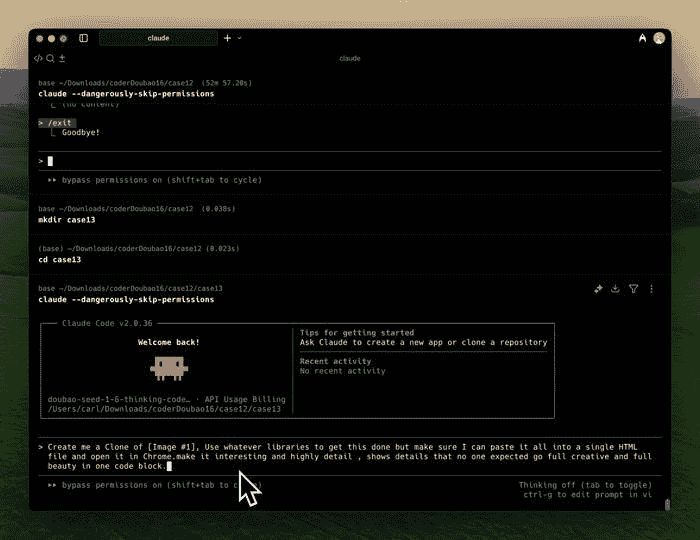 claude
claude
base ~/Downloads/coderDoubao16/case12 (52m 57.20s)
claude --dangerously-skip-permissions
(no content)
> /exit
Goodbye!
>
bypass permissions on (shift+tab to cycle)
base ~/Downloads/coderDoubao16/case12 (0.038s)
mkdir case13
(base) ~/Downloads/coderDoubao16/case12 (0.023s)
cd case13
base ~/Downloads/coderDoubao16/case12/case13
claude --dangerously-skip-permissions
Claude Code v2.0.36
Welcome back!
doubao-seed-1-6-thinking-code… · API Usage Billing
/Users/carl/Downloads/coderDoubao16/case12/case13
Tips for getting started
Ask Claude to create a new app or clone a repository
Recent activity
No recent activity
> Create me a Clone of [Image #1], Use whatever libraries to get this done but make sure I can paste it all into a single HTML
file and open it in Chrome.make it interesting and highly detail , shows details that no one expected go full creative and full
beauty in one code block.
bypass permissions on (shift+tab to c le)
Thinking off (tab to toggle)
ctrl-g to edit prompt in vi